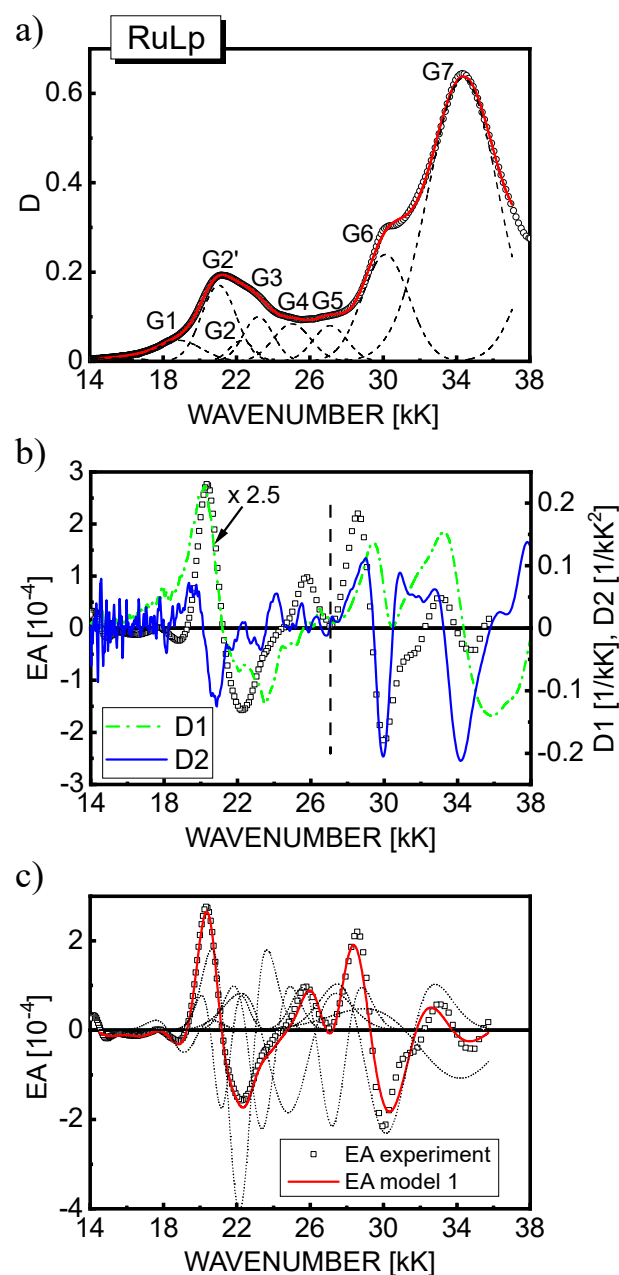 a)
RuLp
D
0.6
0.4
0.2
0
G1
G2'
G2
G3
G4
G5
G6
G7
14 18 22 26 30 34 38
WAVENUMBER [kK]
b)
EA [10-4]
3
2
1
0
-1
-2
-3
x 2.5
D1
D2
0.2
0.1
0
-0.1
-0.2
D1 [1/kK], D2 [1/kK2]
14 18 22 26 30 34 38
WAVENUMBER [kK]
c)
EA [10-4]
2
0
-2
-4
EA experiment
EA model 1
14 18 22 26 30 34 38
WAVENUMBER [kK]